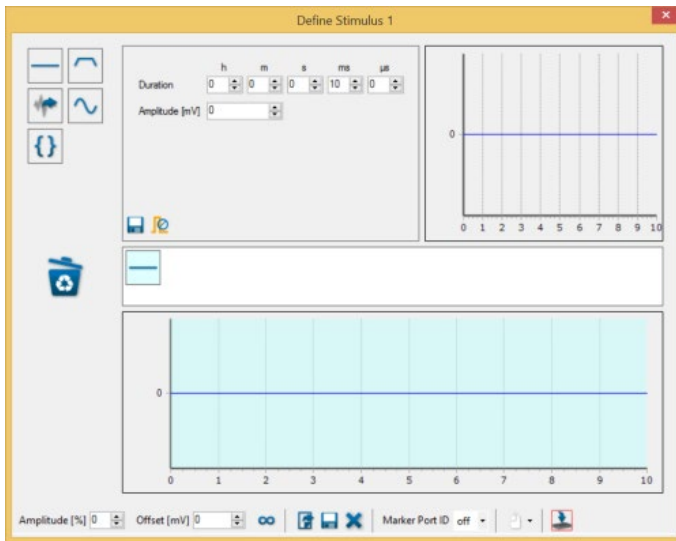 Define Stimulus 1
h m s ms µs
Duration 0 0 0 10 0
Amplitude [mV] 0
0
0 1 2 3 4 5 6 7 8 9 10
0
0 1 2 3 4 5 6 7 8 9 10
Amplitude [%] 0 Offset [mV] 0 Marker Port ID off